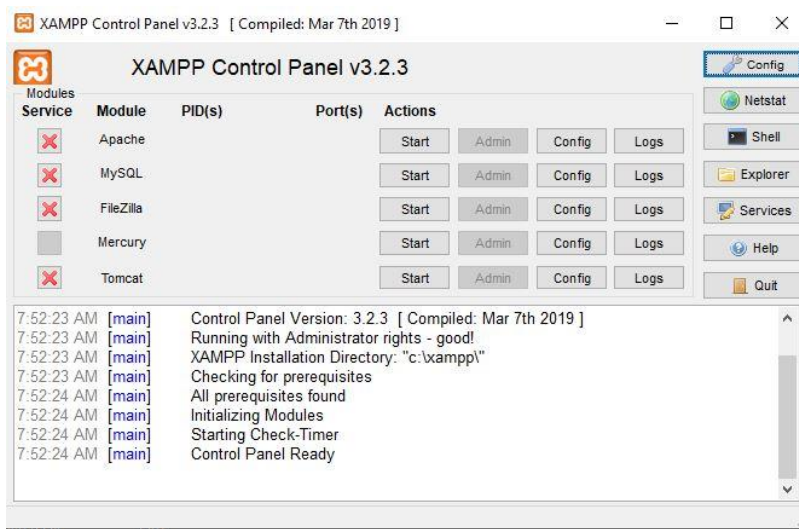 XAMPP Control Panel v3.2.3 [ Compiled: Mar 7th 2019 ]
XAMPP Control Panel v3.2.3
Config
Modules
Service Module PID(s) Port(s) Actions
Netstat
Apache Start Admin Config Logs
Shell
MySQL Start Admin Config Logs
Explorer
FileZilla Start Admin Config Logs
Services
Mercury Start Admin Config Logs
Help
Tomcat Start Admin Config Logs
Quit
7:52:23 AM [main] Control Panel Version: 3.2.3 [ Compiled: Mar 7th 2019 ]
7:52:23 AM [main] Running with Administrator rights - good!
7:52:23 AM [main] XAMPP Installation Directory: "c:\xampp\"
7:52:23 AM [main] Checking for prerequisites
7:52:24 AM [main] All prerequisites found
7:52:24 AM [main] Initializing Modules
7:52:24 AM [main] Starting Check-Timer
7:52:24 AM [main] Control Panel Ready